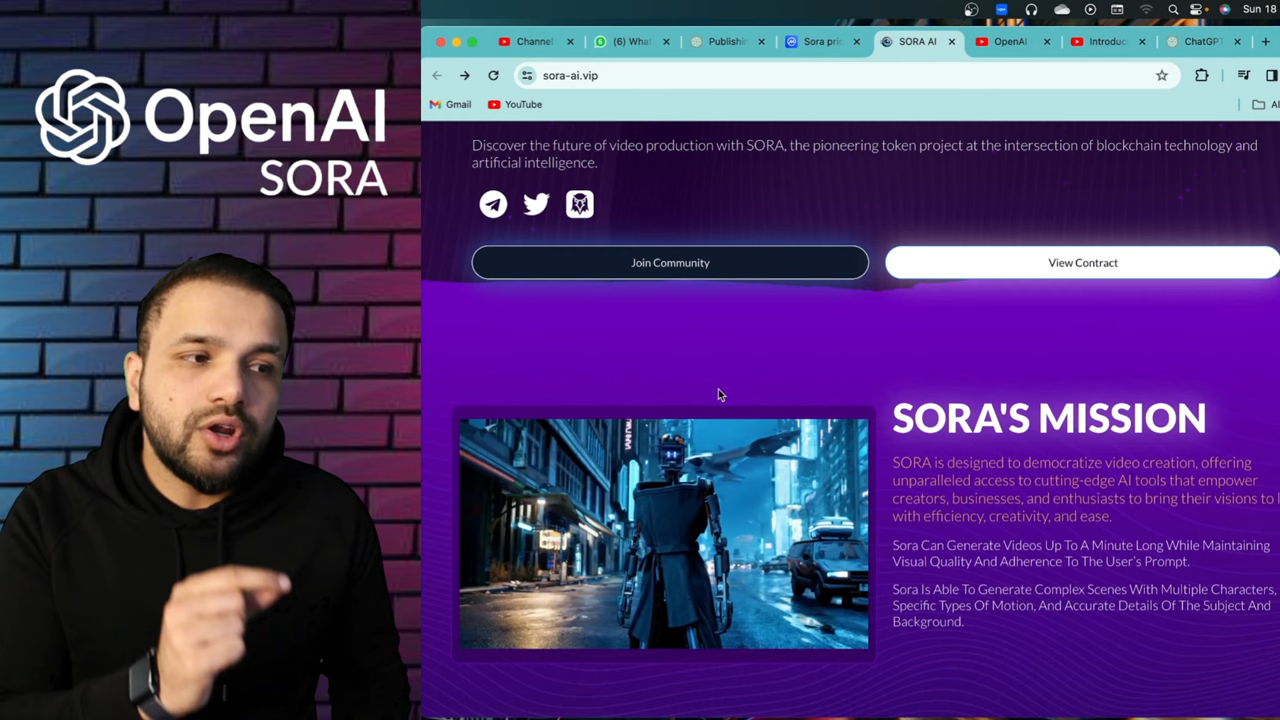 OpenAI
SORA
Sun 18
Channel
(6) What
Publishin
Sora pric
SORA AI
OpenAI
Introduc
ChatGPT
sora-ai.vip
Gmail
YouTube
Discover the future of video production with SORA, the pioneering token project at the intersection of blockchain technology and
artificial intelligence.
Join Community
View Contract
SORA'S MISSION
SORA is designed to democratize video creation, offering
unparalleled access to cutting-edge AI tools that empower
creators, businesses, and enthusiasts to bring their visions to l
with efficiency, creativity, and ease.
Sora Can Generate Videos Up To A Minute Long While Maintaining
Visual Quality And Adherence To The User's Prompt.
Sora Is Able To Generate Complex Scenes With Multiple Characters,
Specific Types Of Motion, And Accurate Details Of The Subject And
Background.